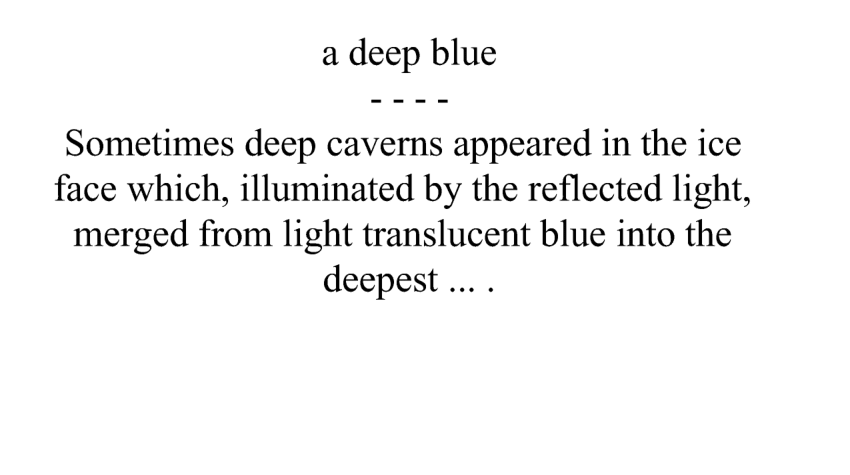 a deep blue
- - - -
Sometimes deep caverns appeared in the ice
face which, illuminated by the reflected light,
merged from light translucent blue into the
deepest ... .